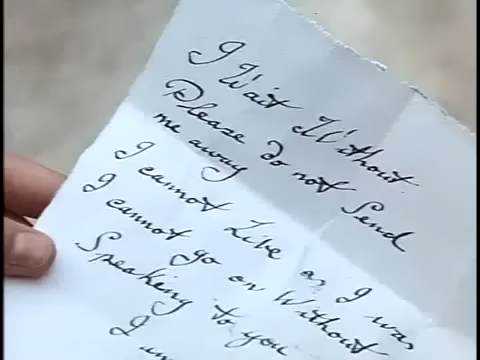 I Wait Without.
Please do not Send
me away
I cannot Live as I was
I cannot go on Without
Speaking to you
I